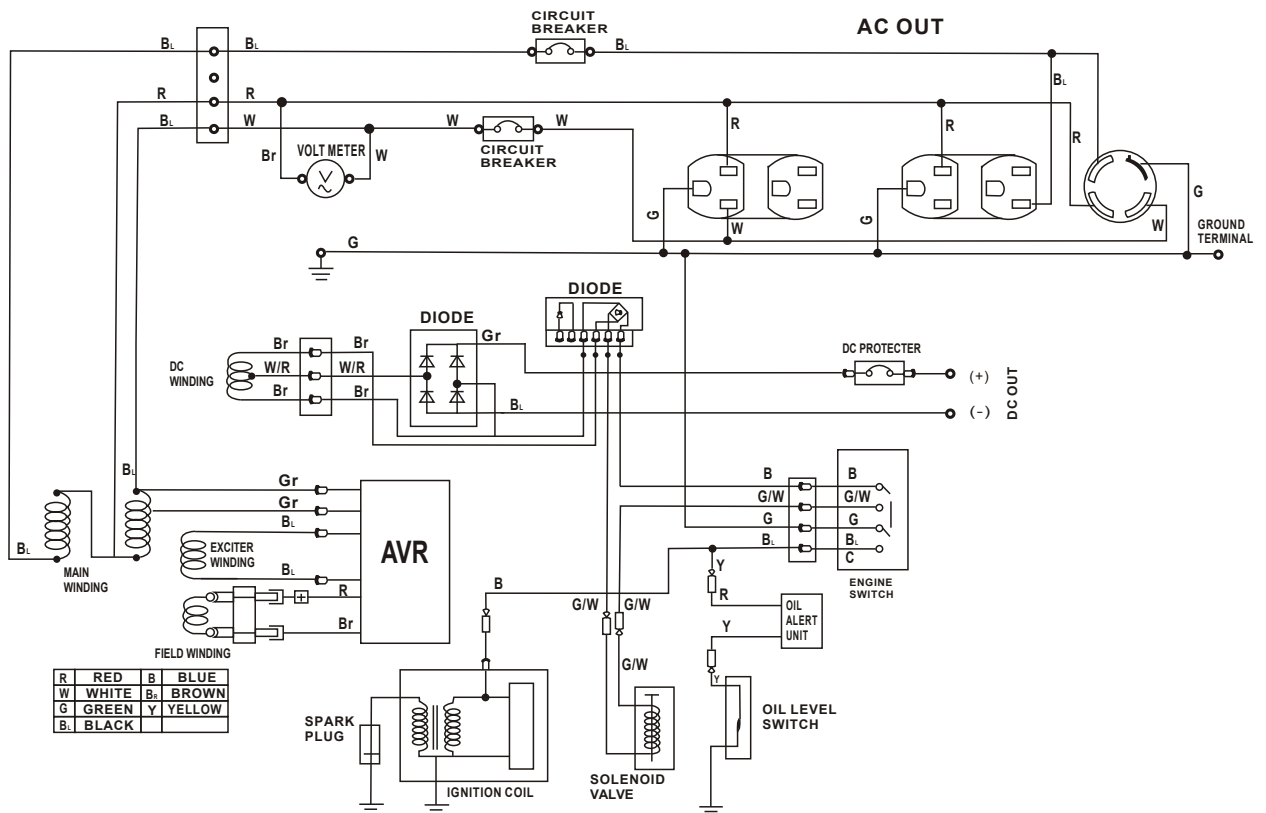 CIRCUIT
BREAKER
AC OUT
BL
BL
BL
BL
R
R
BL
W
W
W
CIRCUIT
BREAKER
Br
VOLT METER
W
V
R
R
R
G
W
G
G
W
GROUND
TERMINAL
G
DIODE
DIODE
Gr
DC
WINDING
Br
Br
W/R
W/R
Br
Br
BL
DC PROTECTER
(+)
(-)
DC OUT
BL
Gr
Gr
BL
EXCITER
WINDING
BL
AVR
R
Br
FIELD WINDING
BL
MAIN
WINDING
B
B
G/W
G/W
G
G
BL
BL
C
ENGINE
SWITCH
B
Y
R
OIL
ALERT
UNIT
Y
Y
OIL LEVEL
SWITCH
G/W
G/W
G/W
R RED B BLUE
W WHITE BR BROWN
G GREEN Y YELLOW
BL BLACK
SPARK
PLUG
IGNITION COIL
SOLENOID
VALVE